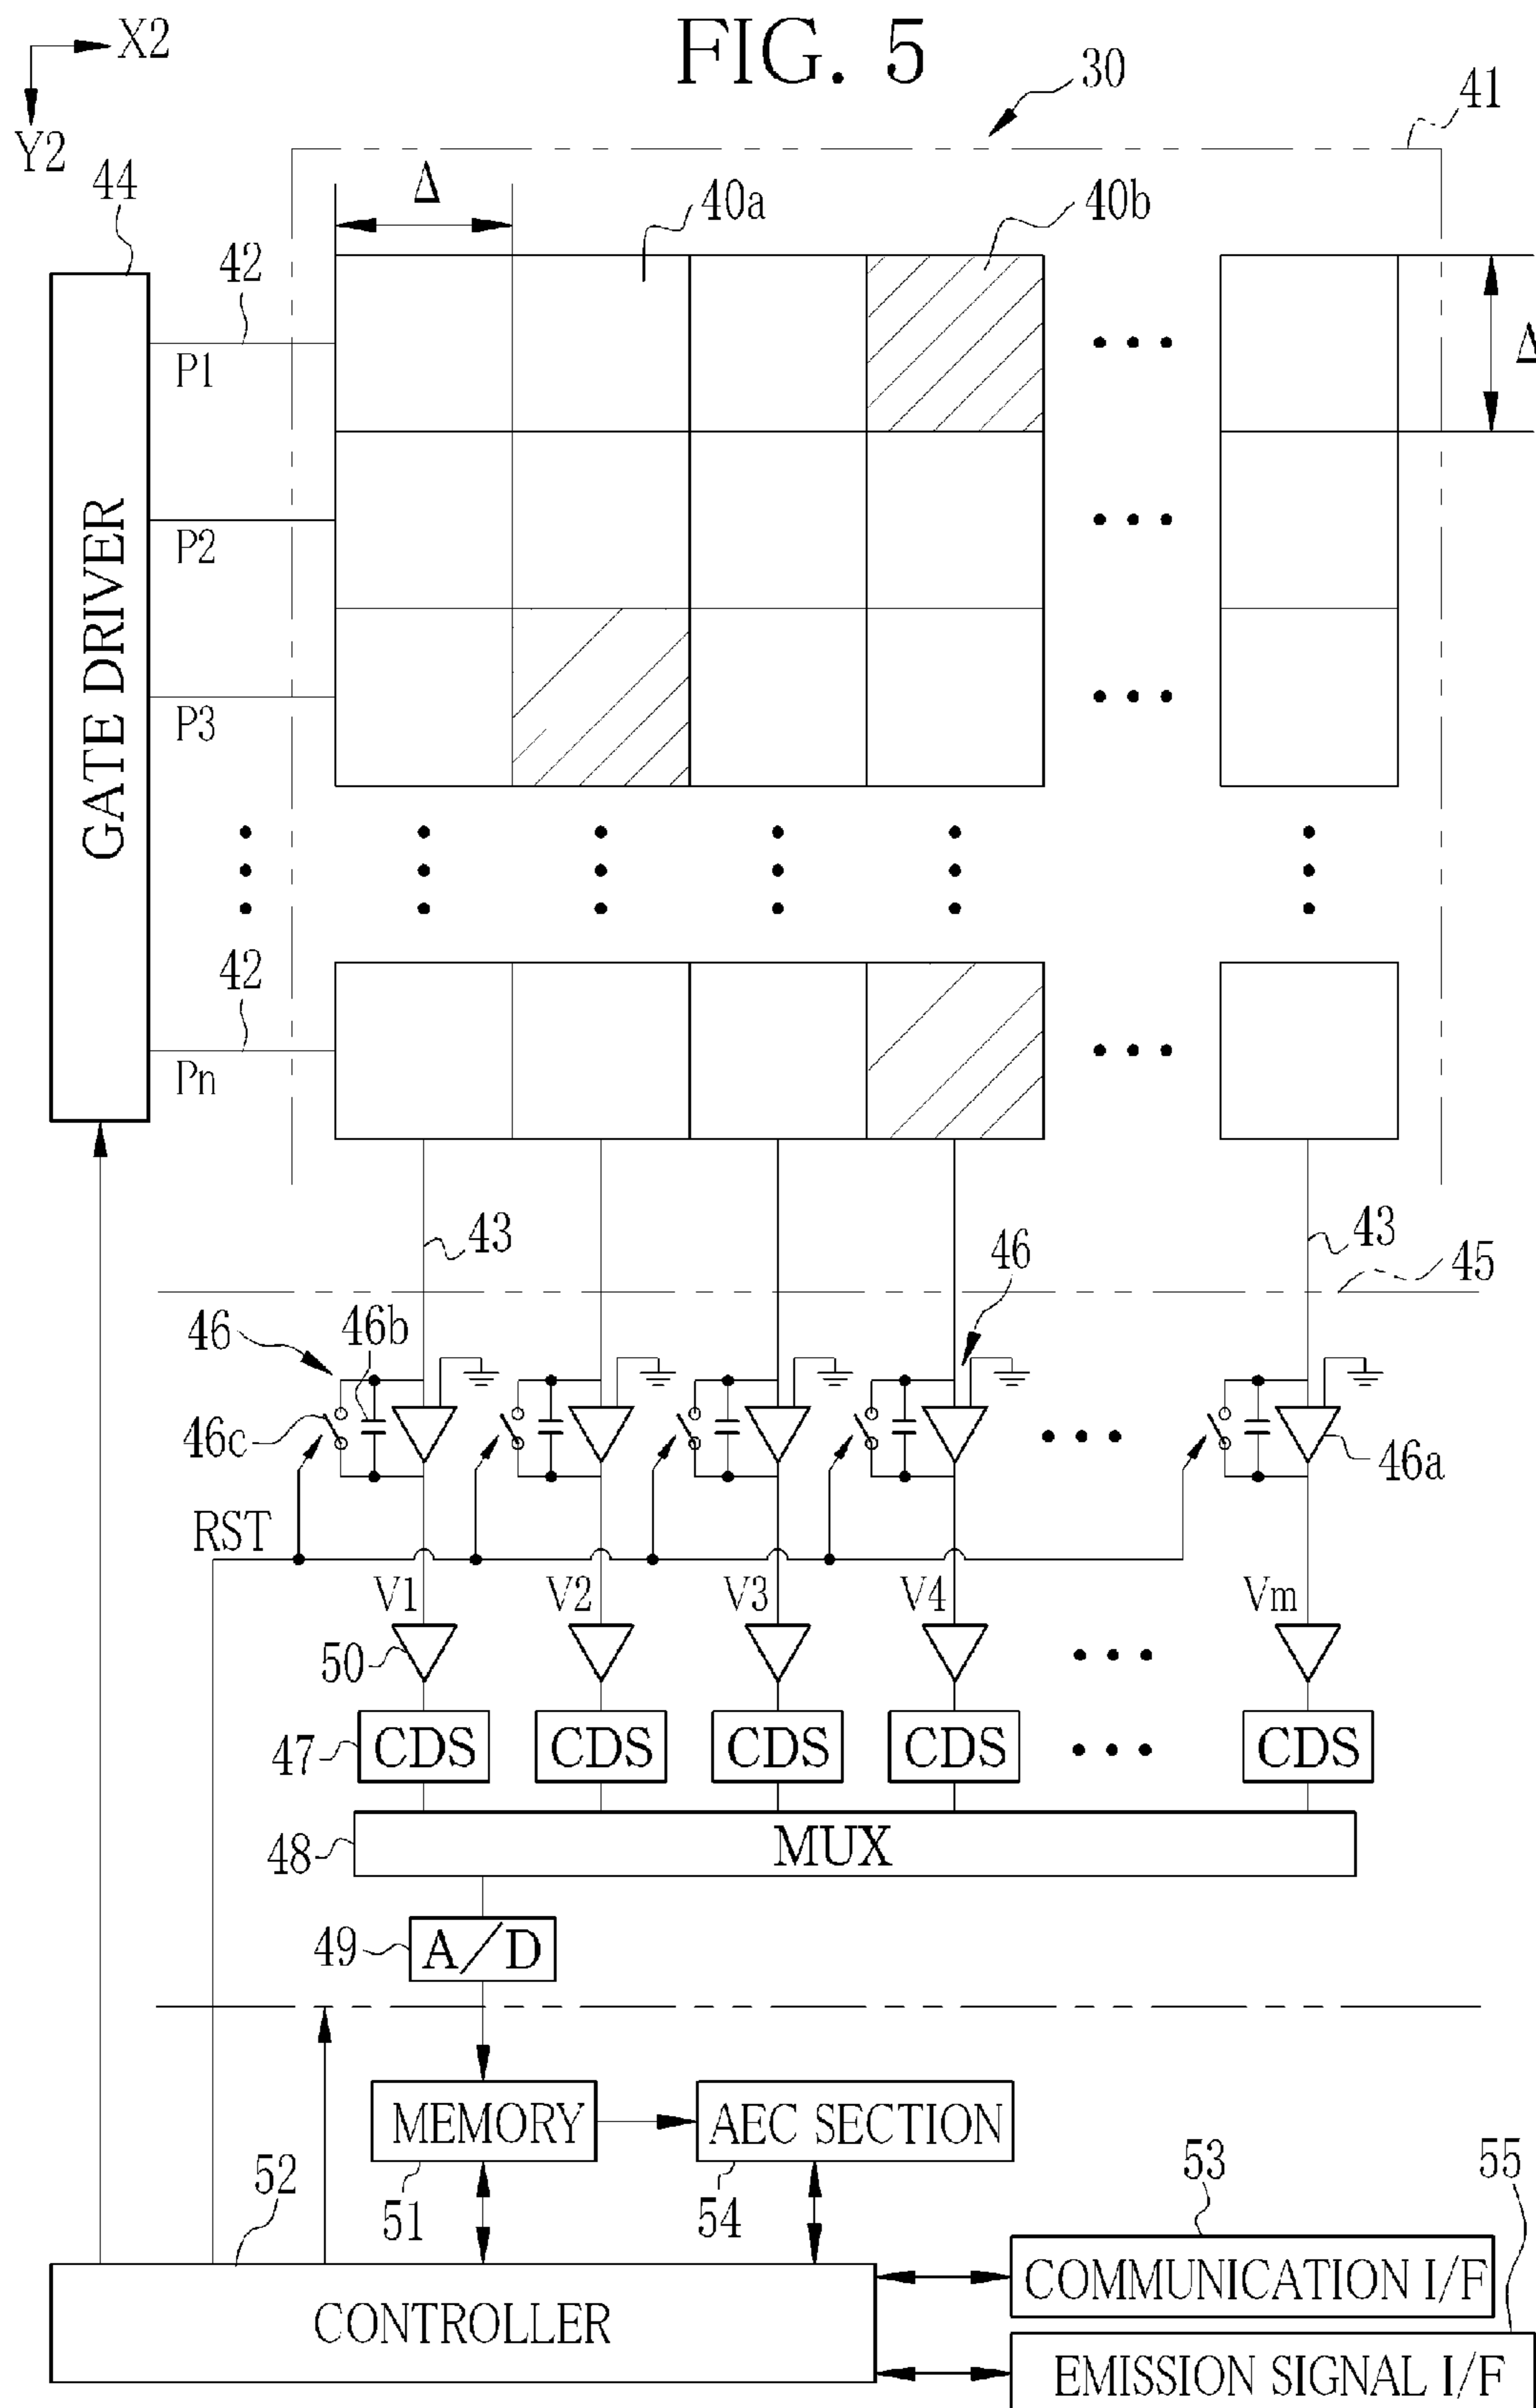 FIG. 5
X2
Y2
30
41
44
Δ
40a
40b
42
P1
Δ
GATE DRIVER
P2
P3
42
Pn
43
46
43
45
46
46b
46c
46a
RST
V1
V2
V3
V4
Vm
50
47
CDS
CDS
CDS
CDS
CDS
48
MUX
49
A/D
MEMORY
AEC SECTION
52
51
54
53
55
COMMUNICATION I/F
CONTROLLER
EMISSION SIGNAL I/F